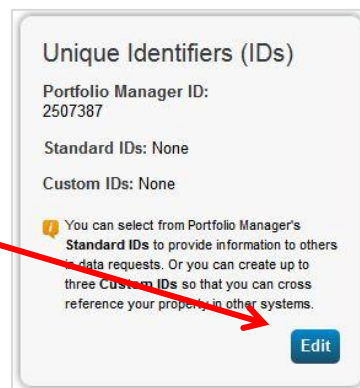 Unique Identifiers (IDs)
Portfolio Manager ID:
2507387
Standard IDs: None
Custom IDs: None
You can select from Portfolio Manager's
Standard IDs to provide information to others
in data requests. Or you can create up to
three Custom IDs so that you can cross
reference your property in other systems.
Edit